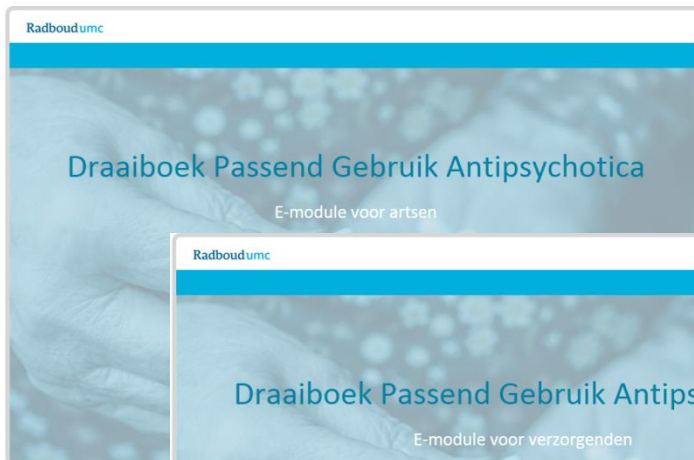 Radboudumc
Draaiboek Passend Gebruik Antipsychotica
E-module voor artsen
Radboudumc
Draaiboek Passend Gebruik Antips
E-module voor verzorgenden